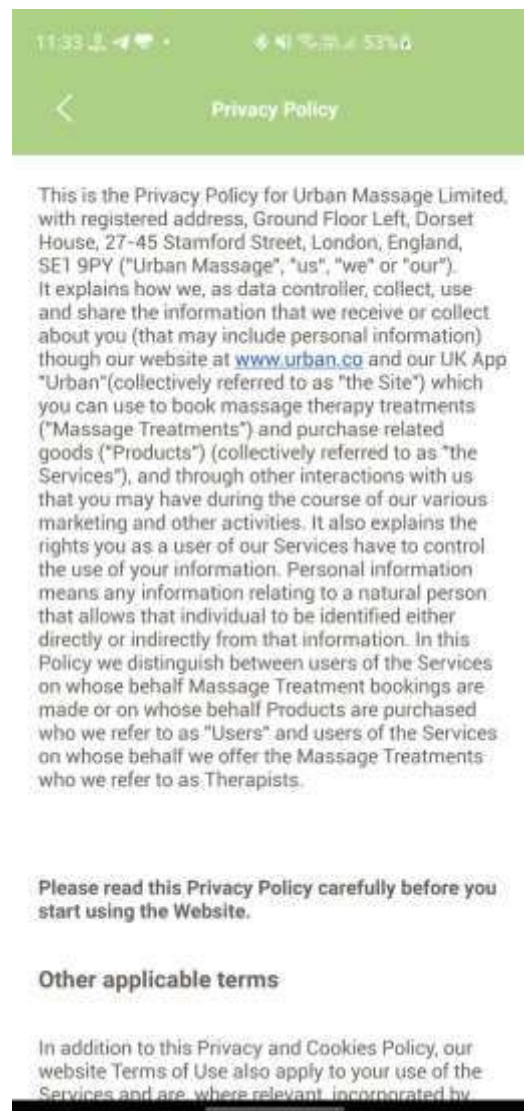 11:33
53%
Privacy Policy
This is the Privacy Policy for Urban Massage Limited,
with registered address, Ground Floor Left, Dorset
House, 27-45 Stamford Street, London, England,
SE1 9PY ("Urban Massage", "us", "we" or "our").
It explains how we, as data controller, collect, use
and share the information that we receive or collect
about you (that may include personal information)
though our website at www.urban.co and our UK App
"Urban"(collectively referred to as "the Site") which
you can use to book massage therapy treatments
("Massage Treatments") and purchase related
goods ("Products") (collectively referred to as "the
Services"), and through other interactions with us
that you may have during the course of our various
marketing and other activities. It also explains the
rights you as a user of our Services have to control
the use of your information. Personal information
means any information relating to a natural person
that allows that individual to be identified either
directly or indirectly from that information. In this
Policy we distinguish between users of the Services
on whose behalf Massage Treatment bookings are
made or on whose behalf Products are purchased
who we refer to as "Users" and users of the Services
on whose behalf we offer the Massage Treatments
who we refer to as Therapists.
Please read this Privacy Policy carefully before you
start using the Website.
Other applicable terms
In addition to this Privacy and Cookies Policy, our
website Terms of Use also apply to your use of the
Services and are, where relevant, incorporated by